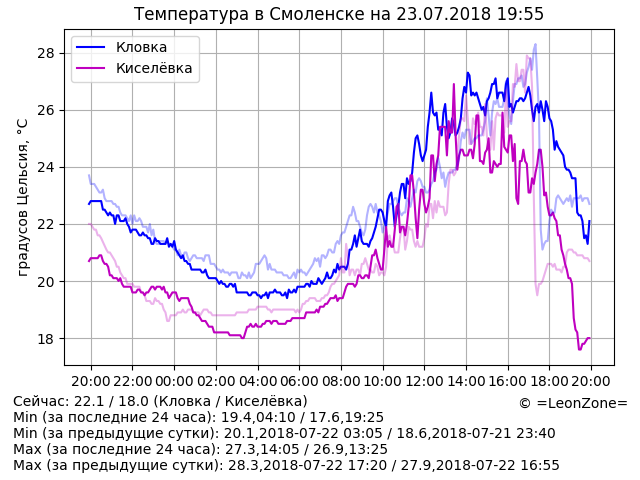 Температура в Смоленске на 23.07.2018 19:55
Кловка
Киселёвка
градусов Цельсия, °C
28
26
24
22
20
18
20:00 22:00 00:00 02:00 04:00 06:00 08:00 10:00 12:00 14:00 16:00 18:00 20:00
Сейчас: 22.1 / 18.0 (Кловка / Киселёвка)
© =LeonZone=
Min (за последние 24 часа): 19.4,04:10 / 17.6,19:25
Min (за предыдущие сутки): 20.1,2018-07-22 03:05 / 18.6,2018-07-21 23:40
Max (за последние 24 часа): 27.3,14:05 / 26.9,13:25
Max (за предыдущие сутки): 28.3,2018-07-22 17:20 / 27.9,2018-07-22 16:55